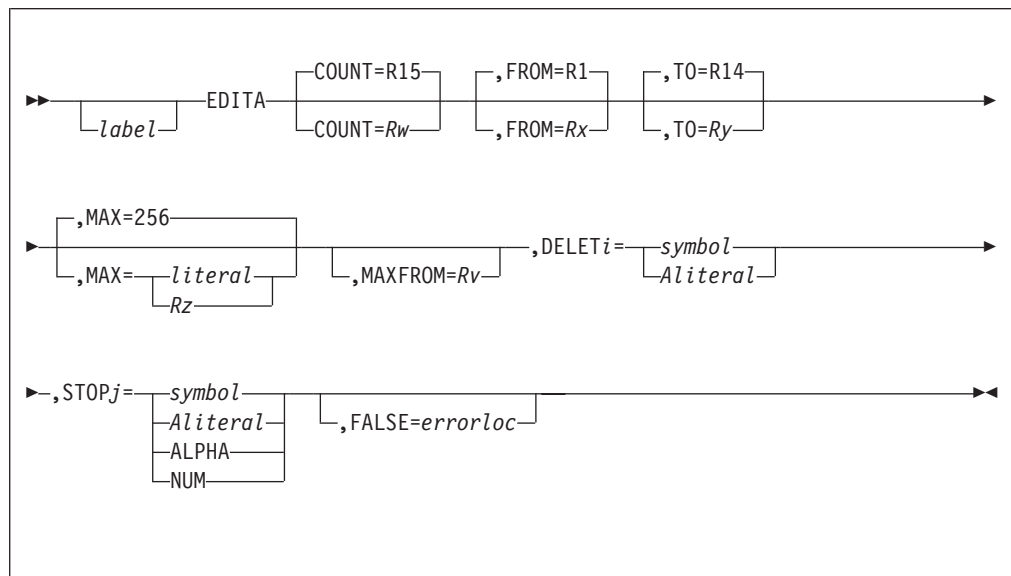 COUNT=R15 ,FROM=R1 ,TO=R14
label EDITA COUNT=Rw ,FROM=Rx ,TO=Ry
,MAX=256
,MAX= literal ,MAXFROM=Rv ,DELETi= symbol
Rz Aliteral
,STOPj= symbol ,FALSE=errorloc
Aliteral
ALPHA
NUM